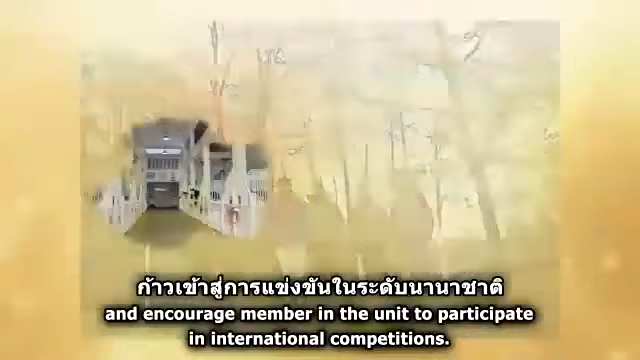 ก้าวเข้าสู่การแข่งขันในระดับนานาชาติ
and encourage member in the unit to participate
in international competitions.